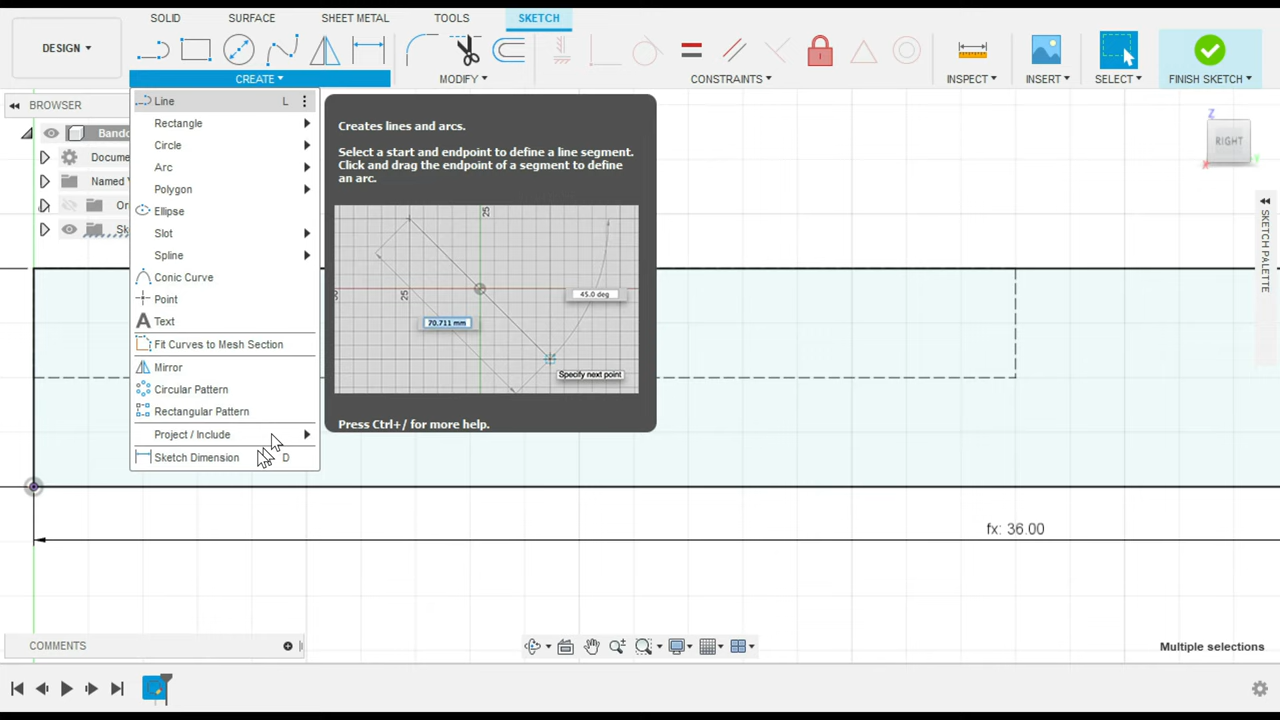 SOLID SURFACE SHEET METAL TOOLS SKETCH
DESIGN
CREATE MODIFY CONSTRAINTS INSPECT INSERT SELECT FINISH SKETCH
BROWSER
Line L
Rectangle
Circle
Arc
Polygon
Ellipse
Slot
Spline
Conic Curve
Point
Text
Fit Curves to Mesh Section
Mirror
Circular Pattern
Rectangular Pattern
Project / Include
Sketch Dimension D
Creates lines and arcs.
Select a start and endpoint to define a line segment.
Click and drag the endpoint of a segment to define
an arc.
25
25
45.0 deg
70.711 mm
Specify next point
Press Ctrl+/ for more help.
Z
RIGHT
X
Y
SKETCH PALETTE
fx: 36.00
COMMENTS
Multiple selections